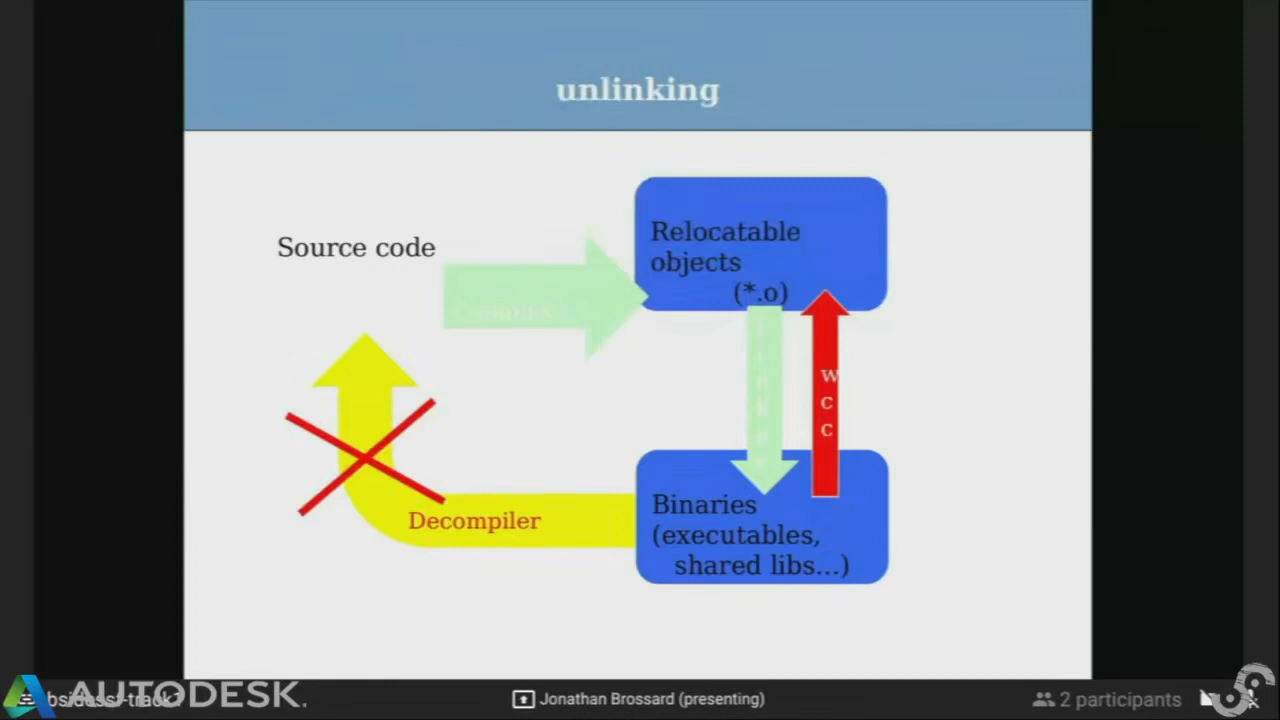 unlinking
Source code
Relocatable
objects
(*.o)
W
C
C
Decompiler
Binaries
(executables,
shared libs...)
AUTODESK.
Jonathan Brossard (presenting)
2 participants